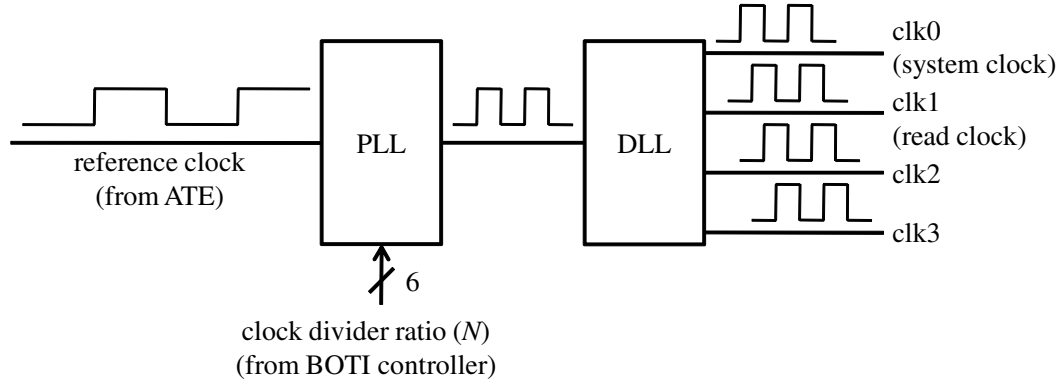 clk0
(system clock)
clk1
(read clock)
clk2
clk3
PLL
DLL
reference clock
(from ATE)
6
clock divider ratio (N)
(from BOTI controller)